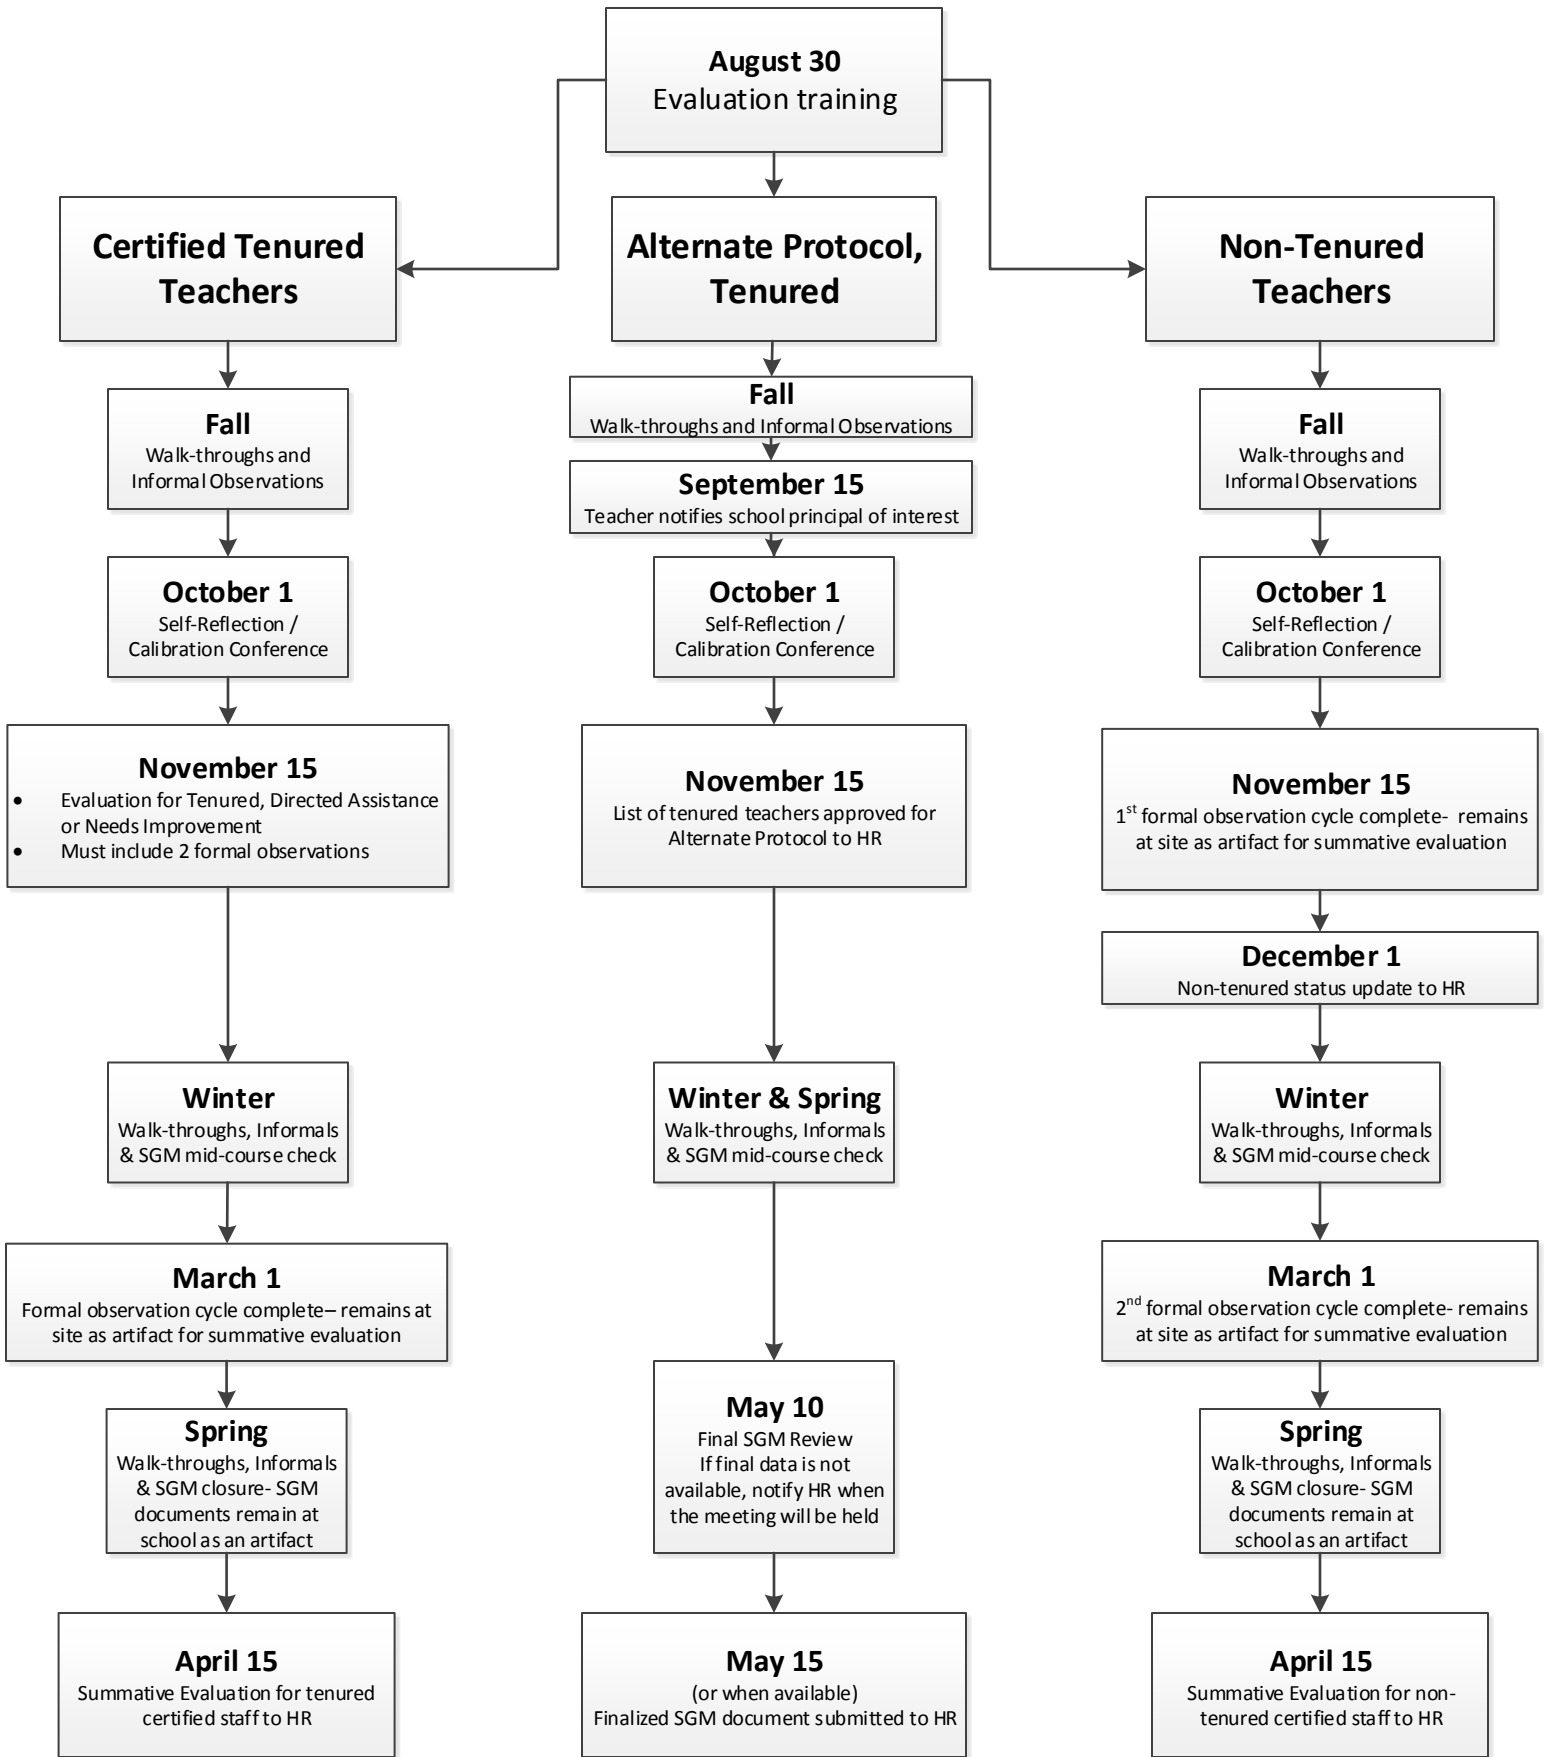 August 30
Evaluation training
Certified Tenured
Teachers
Fall
Walk-throughs and
Informal Observations
October 1
Self-Reflection /
Calibration Conference
November 15
• Evaluation for Tenured, Directed Assistance
or Needs Improvement
• Must include 2 formal observations
Winter
Walk-throughs, Informals
& SGM mid-course check
March 1
Formal observation cycle complete– remains at
site as artifact for summative evaluation
Spring
Walk-throughs, Informals
& SGM closure- SGM
documents remain at
school as an artifact
April 15
Summative Evaluation for tenured
certified staff to HR
Alternate Protocol,
Tenured
Fall
Walk-throughs and Informal Observations
September 15
Teacher notifies school principal of interest
October 1
Self-Reflection /
Calibration Conference
November 15
List of tenured teachers approved for
Alternate Protocol to HR
Winter & Spring
Walk-throughs, Informals
& SGM mid-course check
May 10
Final SGM Review
If final data is not
available, notify HR when
the meeting will be held
May 15
(or when available)
Finalized SGM document submitted to HR
Non-Tenured
Teachers
Fall
Walk-throughs and
Informal Observations
October 1
Self-Reflection /
Calibration Conference
November 15
1st formal observation cycle complete- remains
at site as artifact for summative evaluation
December 1
Non-tenured status update to HR
Winter
Walk-throughs, Informals
& SGM mid-course check
March 1
2nd formal observation cycle complete- remains
at site as artifact for summative evaluation
Spring
Walk-throughs, Informals
& SGM closure- SGM
documents remain at
school as an artifact
April 15
Summative Evaluation for non-
tenured certified staff to HR